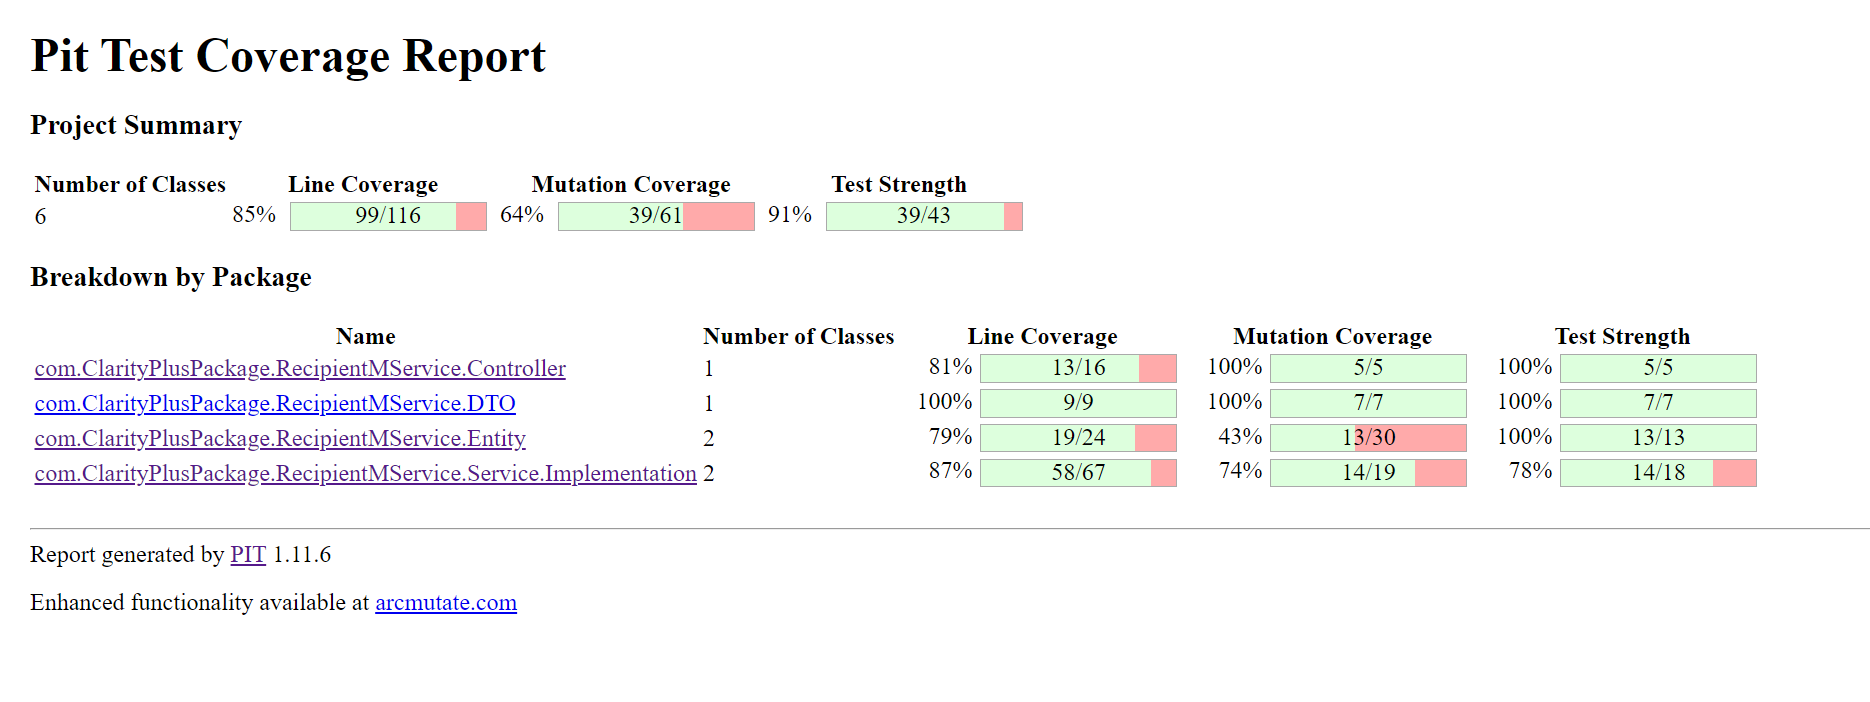 Pit Test Coverage Report
Project Summary
Number of Classes Line Coverage Mutation Coverage Test Strength
6 85% 99/116 64% 39/61 91% 39/43
Breakdown by Package
Name Number of Classes Line Coverage Mutation Coverage Test Strength
com.ClarityPlusPackage.RecipientMService.Controller 1 81% 13/16 100% 5/5 100% 5/5
com.ClarityPlusPackage.RecipientMService.DTO 1 100% 9/9 100% 7/7 100% 7/7
com.ClarityPlusPackage.RecipientMService.Entity 2 79% 19/24 43% 13/30 100% 13/13
com.ClarityPlusPackage.RecipientMService.Service.Implementation 2 87% 58/67 74% 14/19 78% 14/18
Report generated by PIT 1.11.6
Enhanced functionality available at arcmutate.com